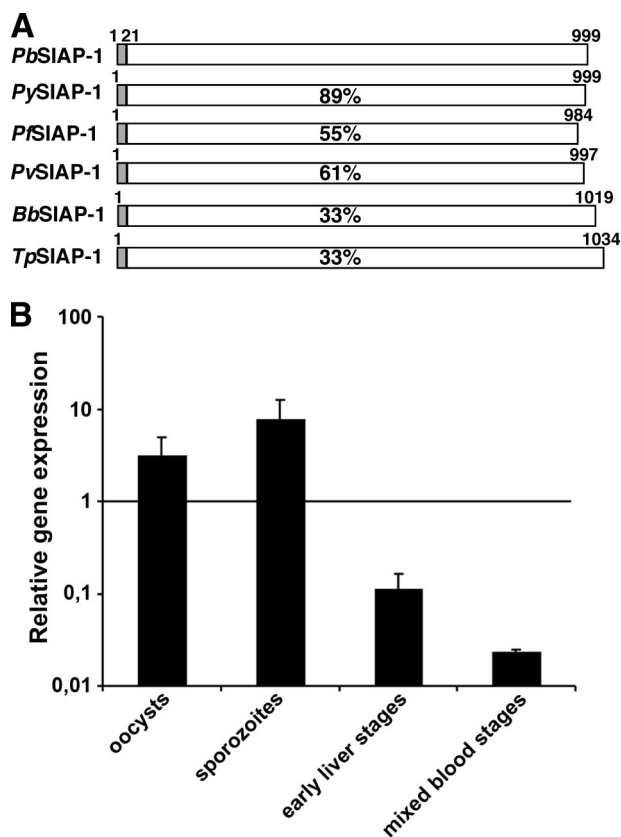 A
1 21 999
PbSIAP-1
1 999
PySIAP-1 89%
1 984
PfSIAP-1 55%
1 997
PvSIAP-1 61%
1 1019
BbSIAP-1 33%
1 1034
TpSIAP-1 33%
B
Relative gene expression
100
10
1
0,1
0,01
oocysts
sporozoites
early liver stages
mixed blood stages